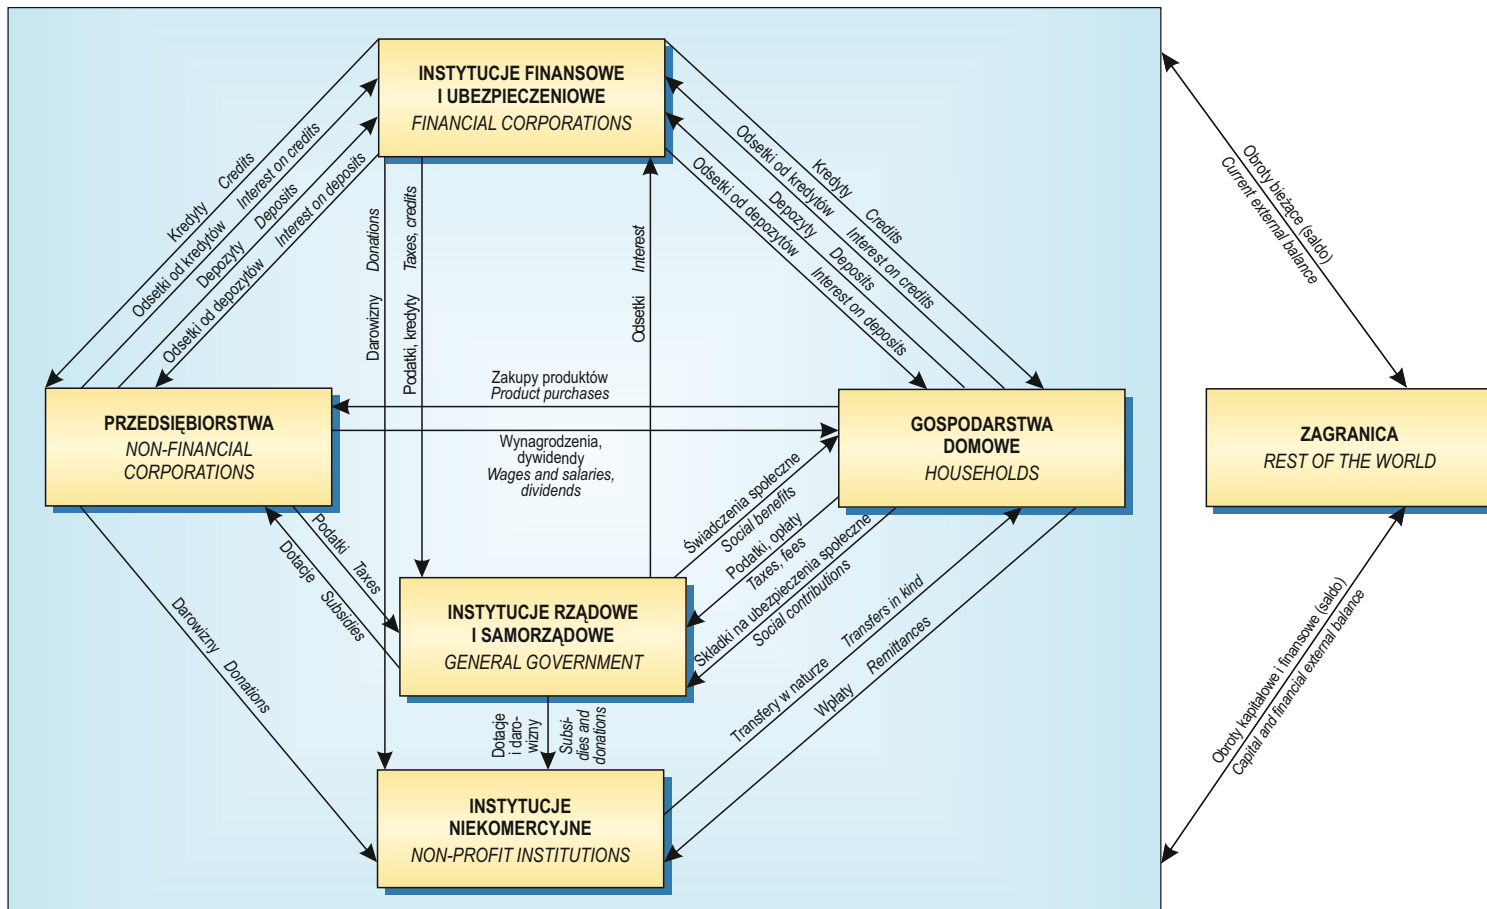 INSTYTUCJE FINANSOWE
I UBEZPIECZENIOWE
FINANCIAL CORPORATIONS
Kredyty Credits
Odsetki od kredytów Interest on credits
Depozyty Deposits
Odsetki od depozytów Interest on deposits
Darowizny Donations
Podatki, kredyty Taxes, credits
Odsetki Interest
Kredyty Credits
Odsetki od kredytów Interest on credits
Depozyty Deposits
Odsetki od depozytów Interest on deposits
Obroty bieżące (saldo)
Current external balance
PRZEDSIĘBIORSTWA
NON-FINANCIAL
CORPORATIONS
Zakupy produktów
Product purchases
Wynagrodzenia,
dywidendy
Wages and salaries,
dividends
GOSPODARSTWA
DOMOWE
HOUSEHOLDS
ZAGRANICA
REST OF THE WORLD
Podatki Taxes
Dotacje Subsidies
Darowizny Donations
Świadczenia społeczne
Social benefits
Podatki, opłaty
Taxes, fees
Składki na ubezpieczenia społeczne
Social contributions
Transfery w naturze Transfers in kind
Wpłaty Remittances
INSTYTUCJE RZĄDOWE
I SAMORZĄDOWE
GENERAL GOVERNMENT
Dotacje
i daro-
wizny
Subsi-
dies and
donations
Obroty kapitałowe i finansowe (saldo)
Capital and financial external balance
INSTYTUCJE
NIEKOMERCYJNE
NON-PROFIT INSTITUTIONS